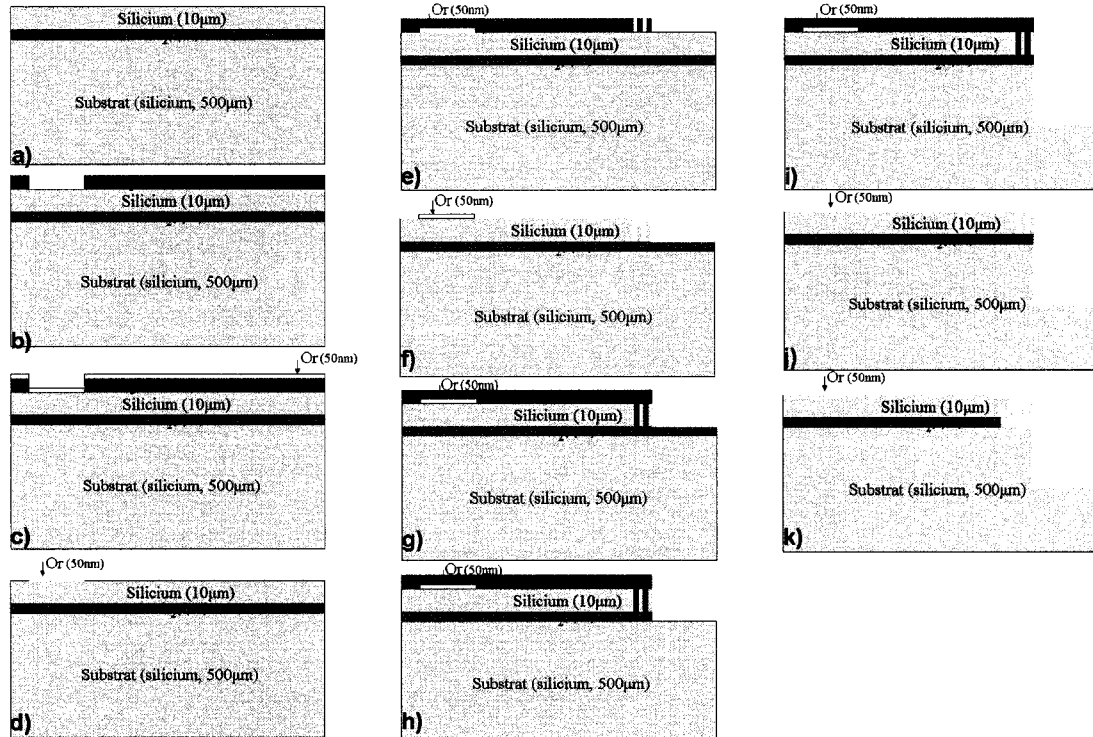 Silicium (10µm)
Substrat (silicium, 500µm)
a)
Silicium (10µm)
Substrat (silicium, 500µm)
b)
Or (50nm)
Silicium (10µm)
Substrat (silicium, 500µm)
c)
Or (50nm)
Silicium (10µm)
Substrat (silicium, 500µm)
d)
Or (50nm)
Silicium (10µm)
Substrat (silicium, 500µm)
e)
Or (50nm)
Silicium (10µm)
Substrat (silicium, 500µm)
f)
Or (50nm)
Silicium (10µm)
Substrat (silicium, 500µm)
g)
Or (50nm)
Silicium (10µm)
Substrat (silicium, 500µm)
h)
Or (50nm)
Silicium (10µm)
Substrat (silicium, 500µm)
i)
Or (50nm)
Silicium (10µm)
Substrat (silicium, 500µm)
j)
Or (50nm)
Silicium (10µm)
Substrat (silicium, 500µm)
k)